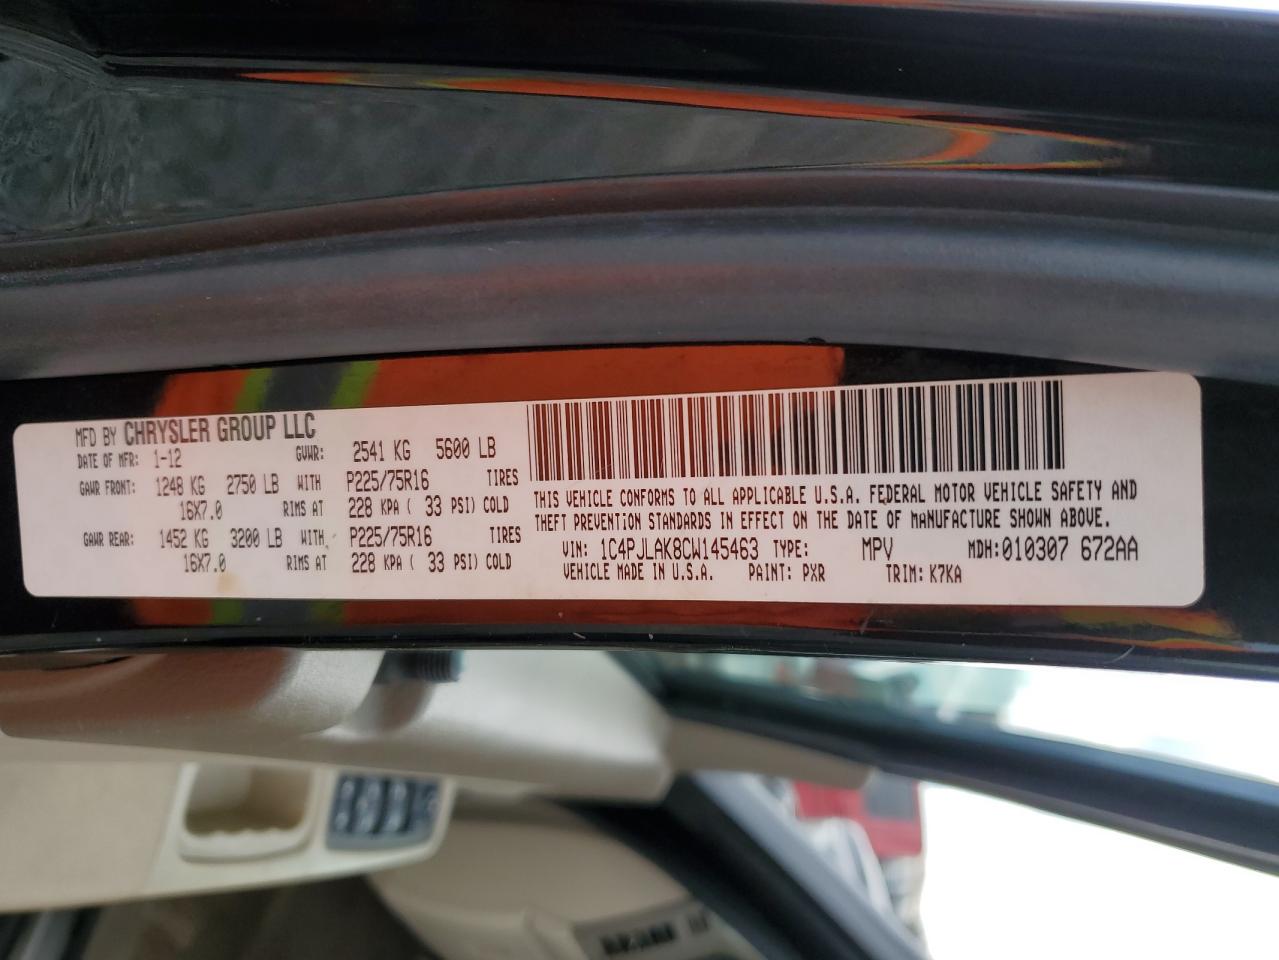 MFD BY CHRYSLER GROUP LLC
DATE OF MFR: 1-12 GVWR: 2541 KG 5600 LB
GAWR FRONT: 1248 KG 2750 LB WITH P225/75R16 TIRES
16X7.0 RIMS AT 228 KPA ( 33 PSI) COLD
GAWR REAR: 1452 KG 3200 LB WITH P225/75R16 TIRES
16X7.0 RIMS AT 228 KPA ( 33 PSI) COLD
THIS VEHICLE CONFORMS TO ALL APPLICABLE U.S.A. FEDERAL MOTOR VEHICLE SAFETY AND
THEFT PREVENTION STANDARDS IN EFFECT ON THE DATE OF MANUFACTURE SHOWN ABOVE.
VIN: 1C4PJLAK8CW145463 TYPE: MPV MDH:010307 672AA
VEHICLE MADE IN U.S.A. PAINT: PXR TRIM: K7KA